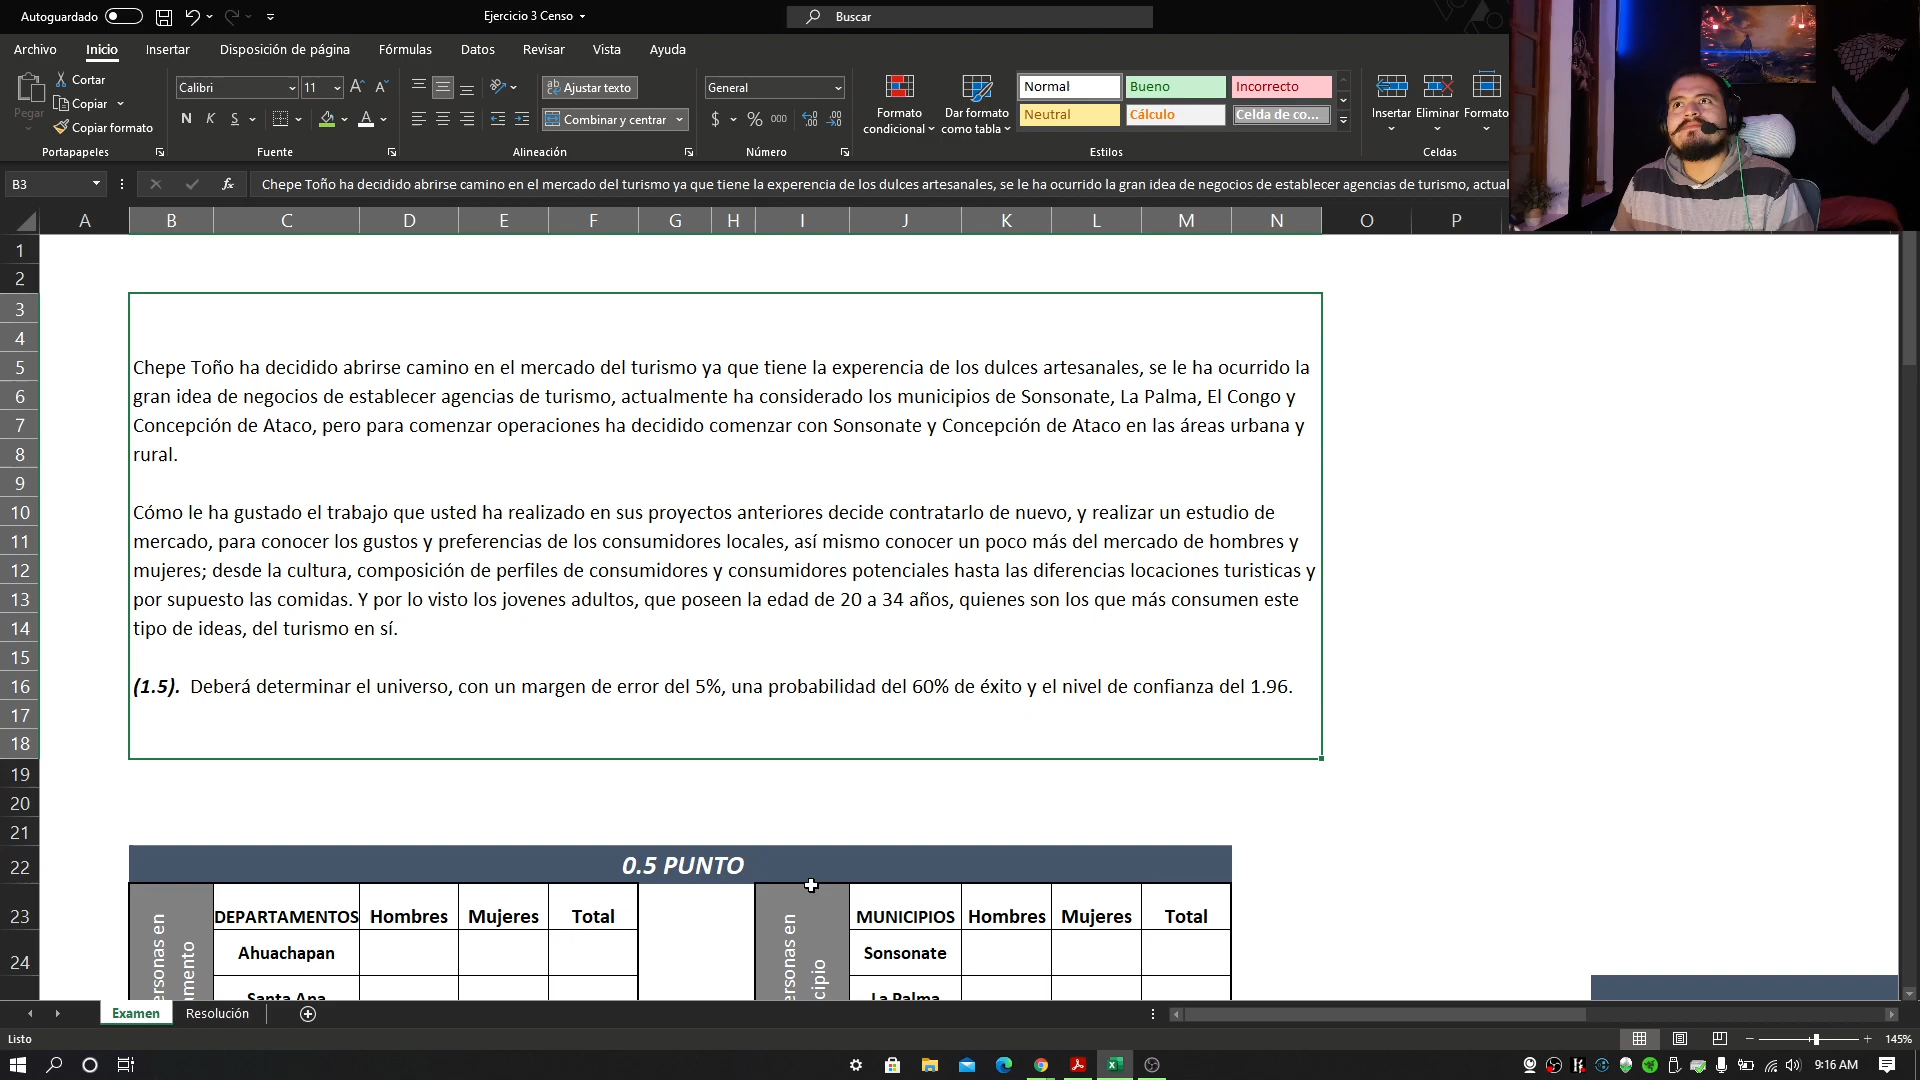 Autoguardado
Ejercicio 3 Censo
Buscar
Archivo Inicio Insertar Disposición de página Fórmulas Datos Revisar Vista Ayuda
Pegar
Cortar
Copiar
Copiar formato
Portapapeles
Calibri 11
N K S
Fuente
Ajustar texto
Combinar y centrar
Alineación
General
$ % 000
Número
Formato condicional
Dar formato como tabla
Normal Bueno Incorrecto
Neutral Cálculo Celda de co...
Estilos
Insertar Eliminar Formato
Celdas
B3
fx
Chepe Toño ha decidido abrirse camino en el mercado del turismo ya que tiene la experencia de los dulces artesanales, se le ha ocurrido la gran idea de negocios de establecer agencias de turismo, actual
A B C D E F G H I J K L M N O P
1
2
3
4
5
6
7
8
9
10
11
12
13
14
15
16
17
18
19
20
21
22
23
24
Chepe Toño ha decidido abrirse camino en el mercado del turismo ya que tiene la experencia de los dulces artesanales, se le ha ocurrido la
gran idea de negocios de establecer agencias de turismo, actualmente ha considerado los municipios de Sonsonate, La Palma, El Congo y
Concepción de Ataco, pero para comenzar operaciones ha decidido comenzar con Sonsonate y Concepción de Ataco en las áreas urbana y
rural.
Cómo le ha gustado el trabajo que usted ha realizado en sus proyectos anteriores decide contratarlo de nuevo, y realizar un estudio de
mercado, para conocer los gustos y preferencias de los consumidores locales, así mismo conocer un poco más del mercado de hombres y
mujeres; desde la cultura, composición de perfiles de consumidores y consumidores potenciales hasta las diferencias locaciones turisticas y
por supuesto las comidas. Y por lo visto los jovenes adultos, que poseen la edad de 20 a 34 años, quienes son los que más consumen este
tipo de ideas, del turismo en sí.
(1.5). Deberá determinar el universo, con un margen de error del 5%, una probabilidad del 60% de éxito y el nivel de confianza del 1.96.
0.5 PUNTO
DEPARTAMENTOS Hombres Mujeres Total
MUNICIPIOS Hombres Mujeres Total
Ahuachapan
Sonsonate
Santa Ana
La Palma
Examen Resolución
Listo
145%
9:16 AM